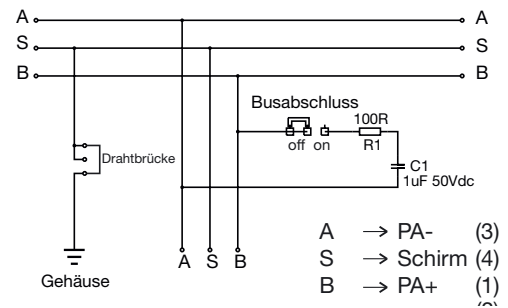 A A
S S
B B
Busabschluss
100R
off on
R1
Drahtbrücke
C1
1uF 50Vdc
A S B
Gehäuse
A → PA- (3)
S → Schirm (4)
B → PA+ (1)